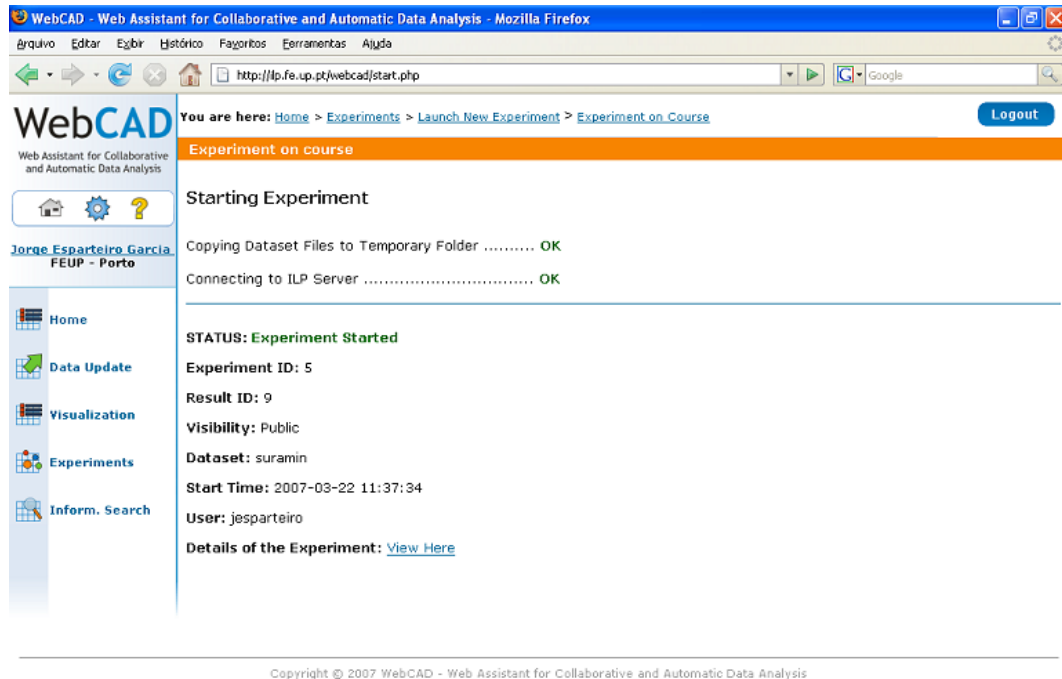 WebCAD - Web Assistant for Collaborative and Automatic Data Analysis - Mozilla Firefox
Arquivo Editar Exibir Histórico Favoritos Ferramentas Ajuda
http://ilp.fe.up.pt/webcad/start.php
G Google
WebCAD
Web Assistant for Collaborative
and Automatic Data Analysis
You are here: Home > Experiments > Launch New Experiment > Experiment on Course
Logout
Experiment on course
Jorge Esparteiro Garcia
FEUP - Porto
Home
Data Update
Visualization
Experiments
Inform. Search
Starting Experiment
Copying Dataset Files to Temporary Folder .......... OK
Connecting to ILP Server ................................. OK
STATUS: Experiment Started
Experiment ID: 5
Result ID: 9
Visibility: Public
Dataset: suramin
Start Time: 2007-03-22 11:37:34
User: jesparteiro
Details of the Experiment: View Here
Copyright © 2007 WebCAD - Web Assistant for Collaborative and Automatic Data Analysis